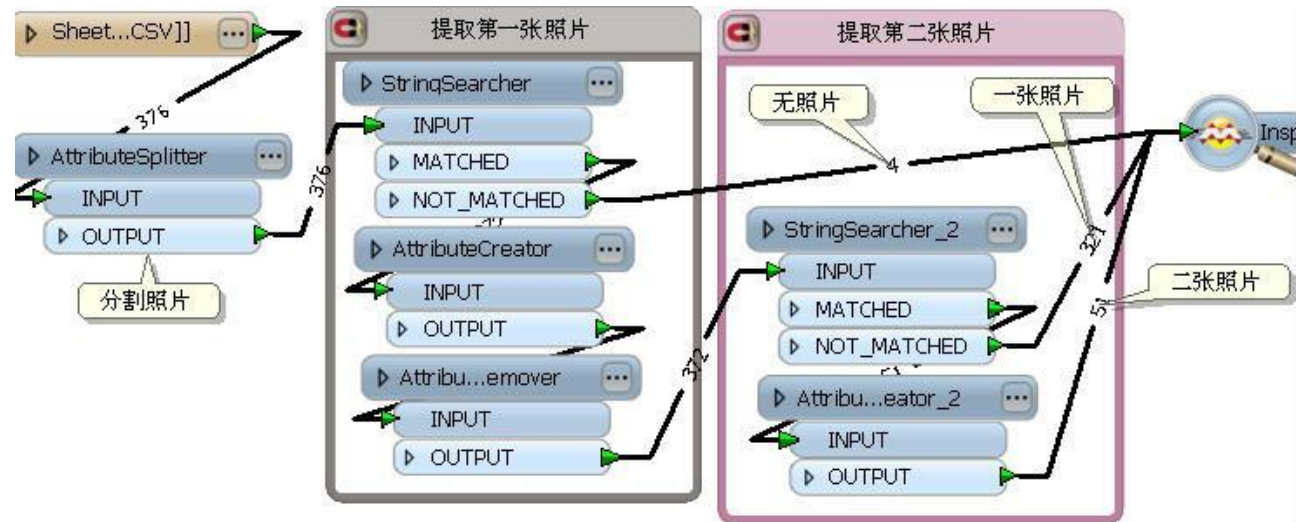 Sheet...CSV]]
376
AttributeSplitter
INPUT
OUTPUT
分割照片
376
提取第一张照片
StringSearcher
INPUT
MATCHED
NOT_MATCHED
AttributeCreator
INPUT
OUTPUT
Attribu...emover
INPUT
OUTPUT
372
提取第二张照片
无照片
一张照片
4
StringSearcher_2
INPUT
MATCHED
NOT_MATCHED
321
二张照片
51
51
Attribu...eator_2
INPUT
OUTPUT
Insp